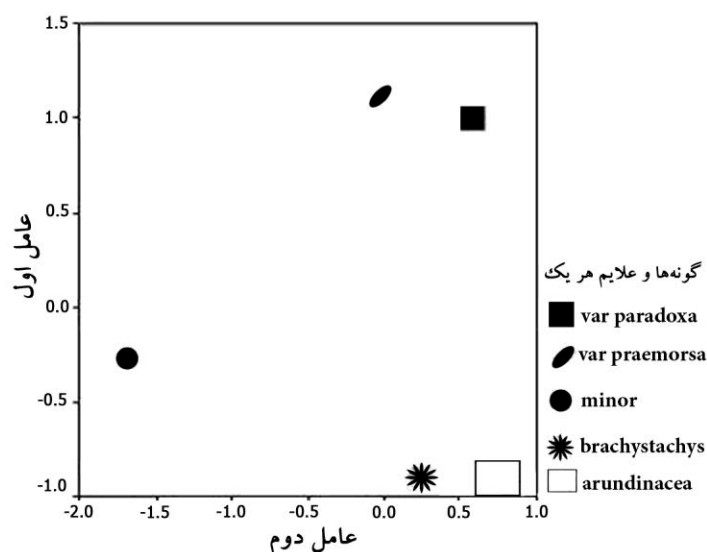 1.5
1.0
0.5
0.0
-0.5
-1.0
عامل اول
-2.0 -1.5 -1.0 -0.5 0.0 0.5 1.0
عامل دوم
گونه‌ها و علایم هر یک
var paradoxa
var praemorsa
minor
brachystachys
arundinacea